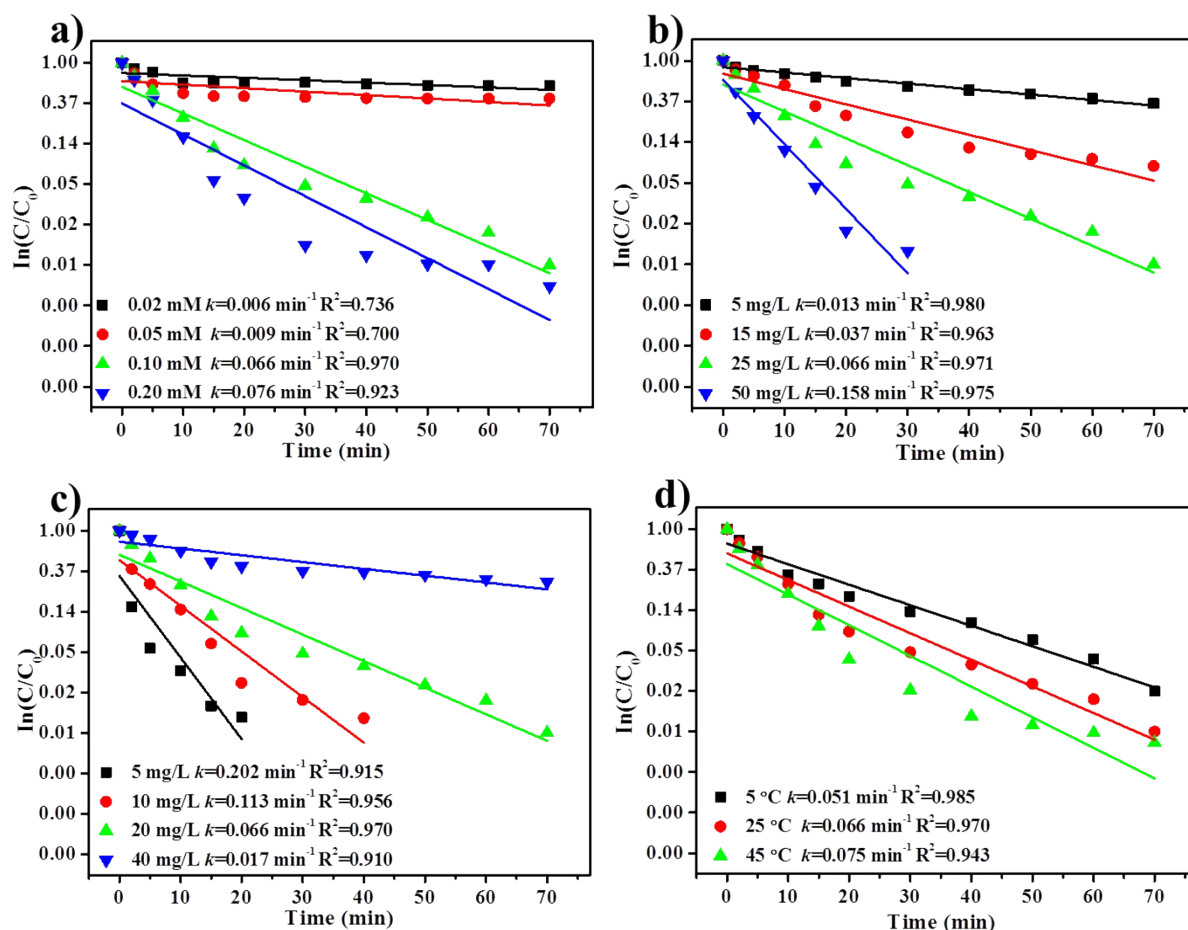 a)
ln(C/C0)
1.00
0.37
0.14
0.05
0.02
0.01
0.00
0.00
0.00
0.02 mM k=0.006 min-1 R2=0.736
0.05 mM k=0.009 min-1 R2=0.700
0.10 mM k=0.066 min-1 R2=0.970
0.20 mM k=0.076 min-1 R2=0.923
0 10 20 30 40 50 60 70
Time (min)
b)
ln(C/C0)
1.00
0.37
0.14
0.05
0.02
0.01
0.00
0.00
0.00
5 mg/L k=0.013 min-1 R2=0.980
15 mg/L k=0.037 min-1 R2=0.963
25 mg/L k=0.066 min-1 R2=0.971
50 mg/L k=0.158 min-1 R2=0.975
0 10 20 30 40 50 60 70
Time (min)
c)
ln(C/C0)
1.00
0.37
0.14
0.05
0.02
0.01
0.00
0.00
0.00
5 mg/L k=0.202 min-1 R2=0.915
10 mg/L k=0.113 min-1 R2=0.956
20 mg/L k=0.066 min-1 R2=0.970
40 mg/L k=0.017 min-1 R2=0.910
0 10 20 30 40 50 60 70
Time (min)
d)
ln(C/C0)
1.00
0.37
0.14
0.05
0.02
0.01
0.00
0.00
0.00
5 °C k=0.051 min-1 R2=0.985
25 °C k=0.066 min-1 R2=0.970
45 °C k=0.075 min-1 R2=0.943
0 10 20 30 40 50 60 70
Time (min)